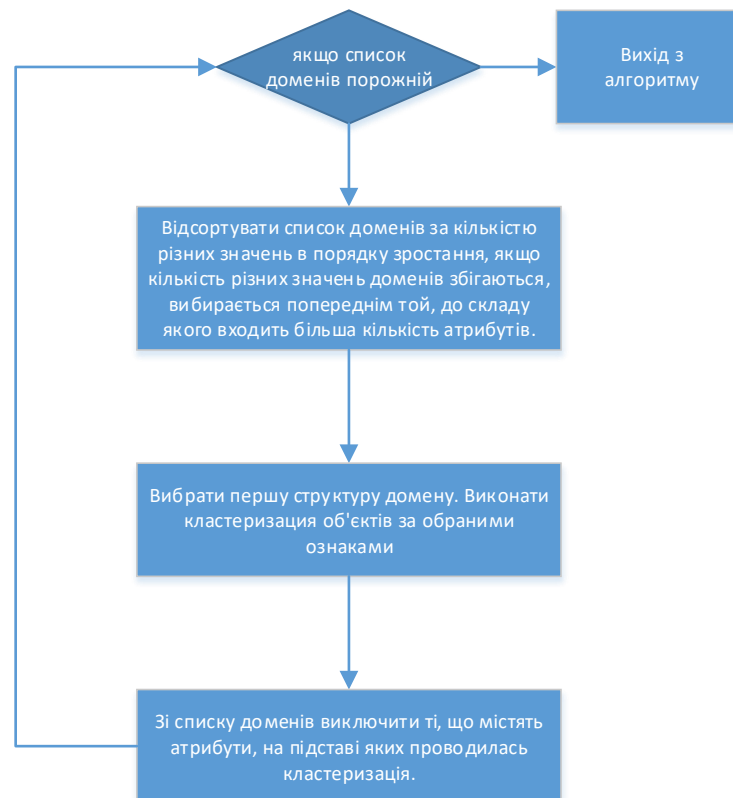 якщо список
доменів порожній
Вихід з
алгоритму
Відсортувати список доменів за кількістю
різних значень в порядку зростання, якщо
кількість різних значень доменів збігаються,
вибирається попереднім той, до складу
якого входить більша кількість атрибутів.
Вибрати першу структуру домену. Виконати
кластеризация об'єктів за обраними
ознаками
Зі списку доменів виключити ті, що містять
атрибути, на підставі яких проводилась
кластеризація.